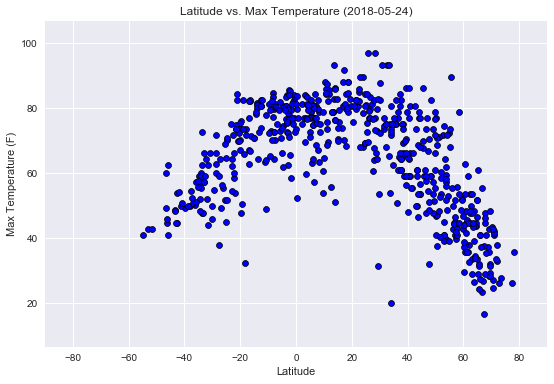 Latitude vs. Max Temperature (2018-05-24)
Max Temperature (F)
100
80
60
40
20
−80 −60 −40 −20 0 20 40 60 80
Latitude